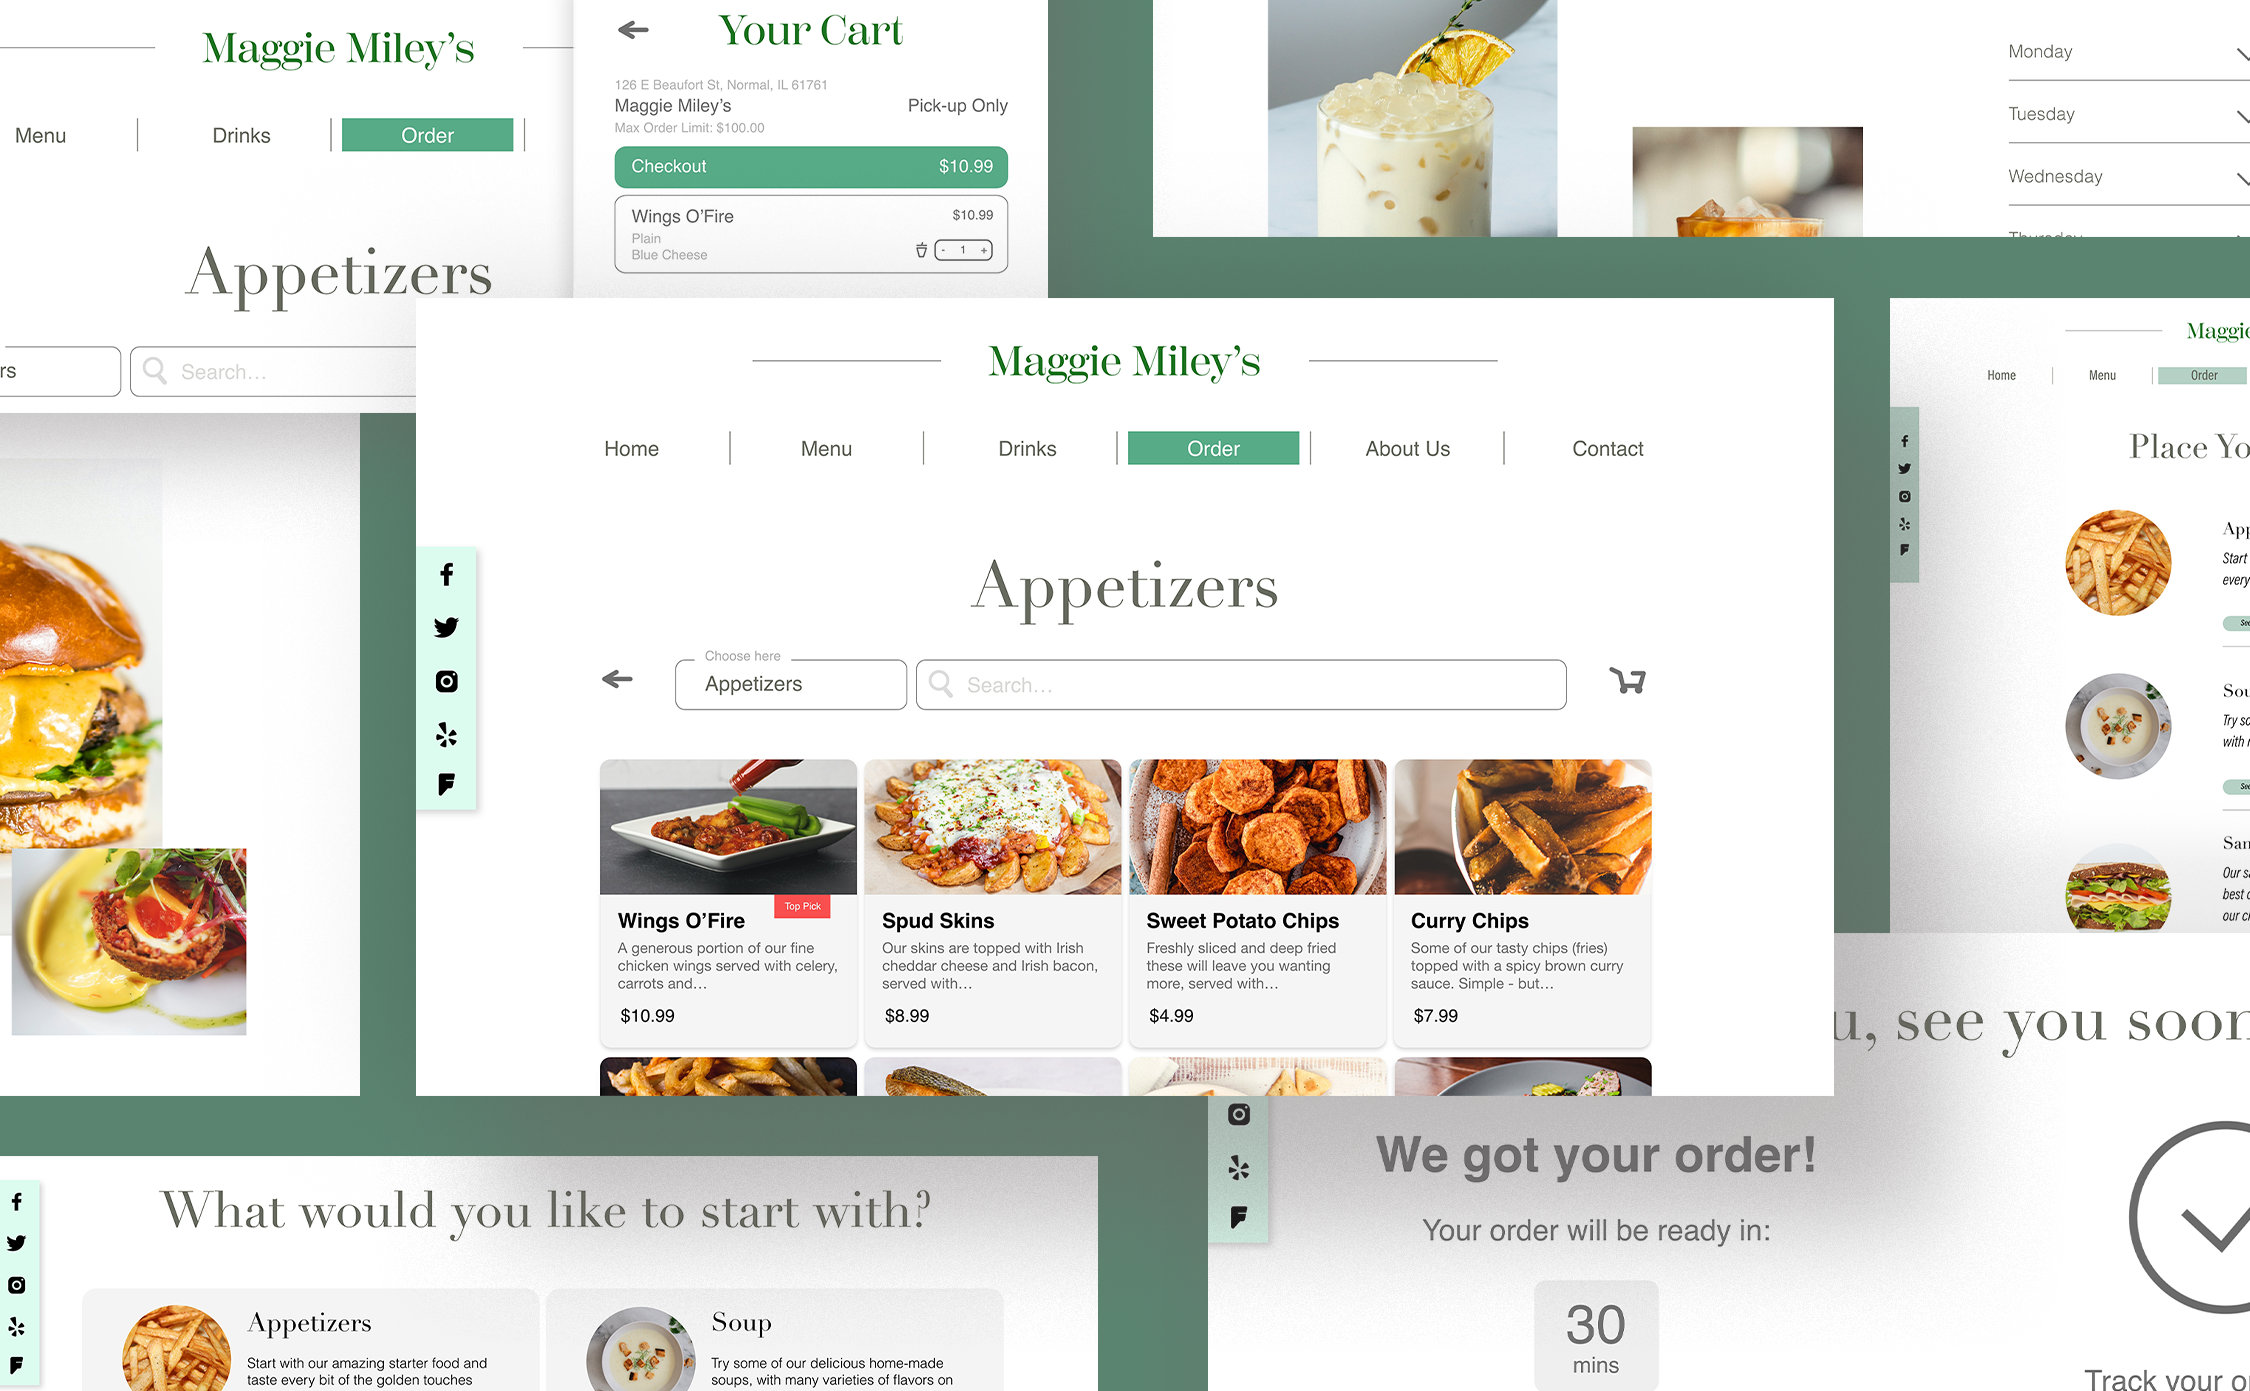 Maggie Miley's
Menu
Drinks
Order
Appetizers
Search...
Your Cart
126 E Beaufort St, Normal, IL 61761
Maggie Miley's
Pick-up Only
Max Order Limit: $100.00
Checkout
$10.99
Wings O'Fire
$10.99
Plain
Blue Cheese
- 1 +
Monday
Tuesday
Wednesday
Thursday
Maggie Miley's
Home
Menu
Drinks
Order
About Us
Contact
Appetizers
Choose here
Appetizers
Search...
Top Pick
Wings O'Fire
A generous portion of our fine
chicken wings served with celery,
carrots and...
$10.99
Spud Skins
Our skins are topped with Irish
cheddar cheese and Irish bacon,
served with...
$8.99
Sweet Potato Chips
Freshly sliced and deep fried
these will leave you wanting
more, served with...
$4.99
Curry Chips
Some of our tasty chips (fries)
topped with a spicy brown curry
sauce. Simple - but...
$7.99
Maggie
Home
Menu
Order
Place Yo
App
Start
every
See
Sou
Try so
with
See
San
Our s
best
our c
u, see you soon
We got your order!
Your order will be ready in:
30
mins
Track your o
What would you like to start with?
Appetizers
Start with our amazing starter food and
taste every bit of the golden touches
Soup
Try some of our delicious home-made
soups, with many varieties of flavors on